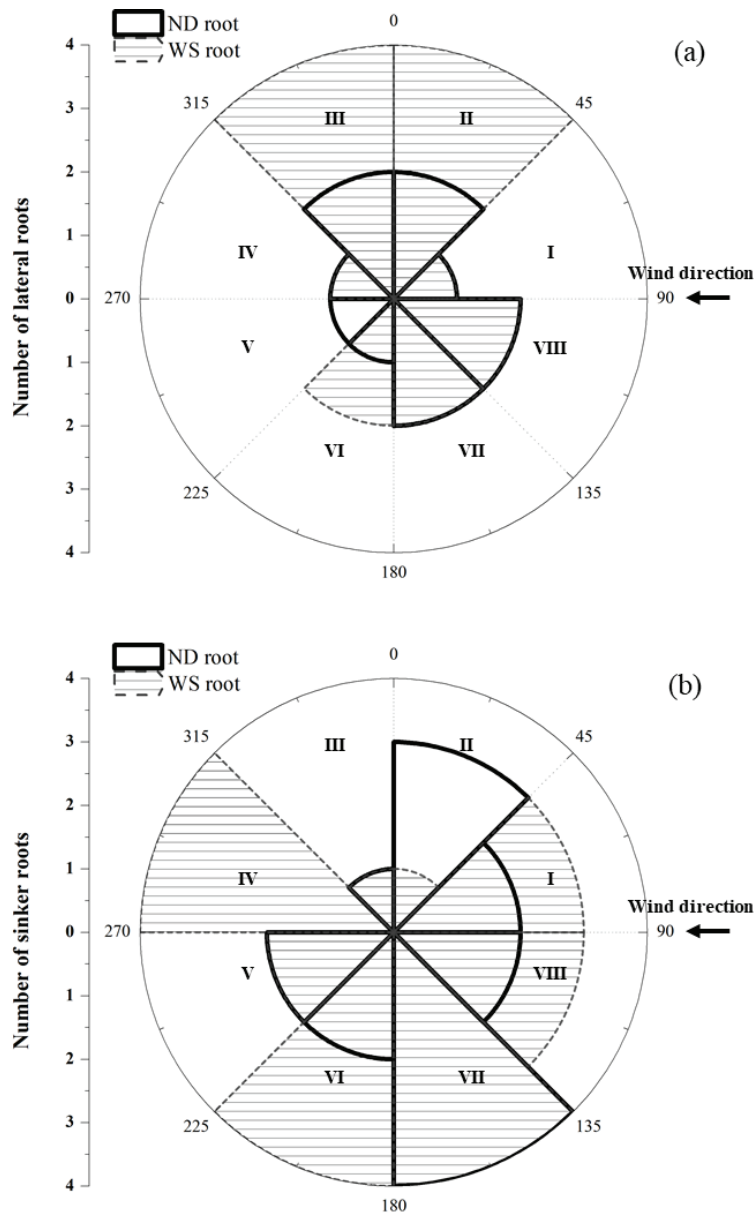 ND root
WS root
(a)
0
45
90
135
180
225
270
315
4
3
2
1
0
1
2
3
4
Number of lateral roots
III
II
IV
I
V
VIII
VI
VII
Wind direction
ND root
WS root
(b)
0
45
90
135
180
225
270
315
4
3
2
1
0
1
2
3
4
Number of sinker roots
III
II
IV
I
V
VIII
VI
VII
Wind direction